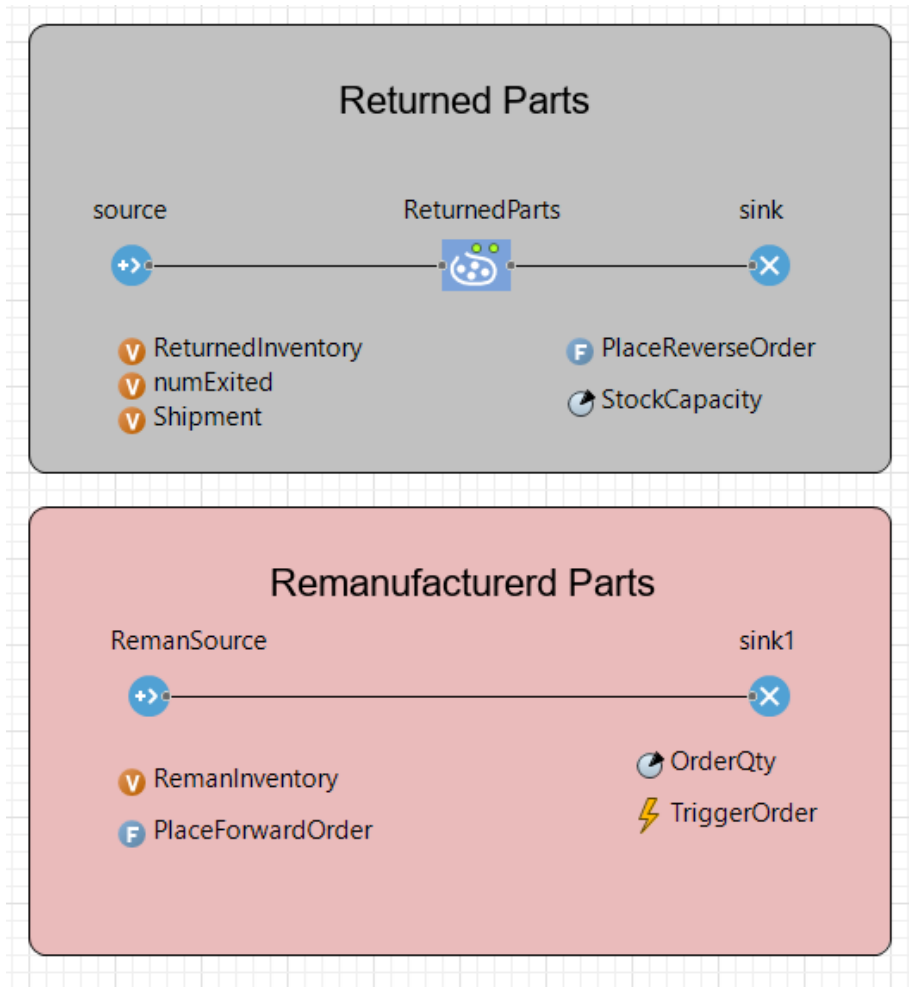 Returned Parts
source
ReturnedParts
sink
V ReturnedInventory
V numExited
V Shipment
F PlaceReverseOrder
StockCapacity
Remanufacturerd Parts
RemanSource
sink1
V RemanInventory
F PlaceForwardOrder
OrderQty
TriggerOrder